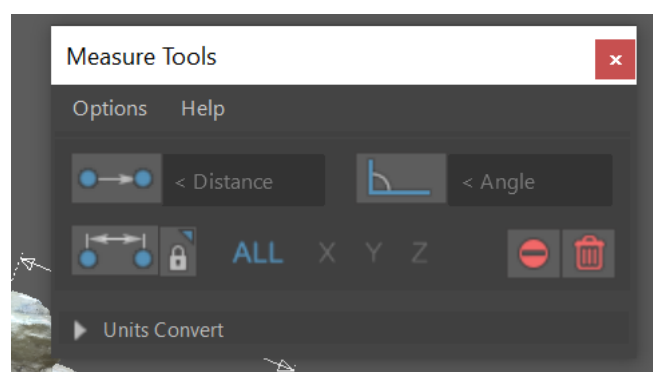 Measure Tools x
Options Help
< Distance < Angle
ALL X Y Z
Units Convert